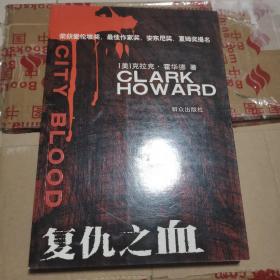 荣获爱伦坡奖、最佳作家奖、安东尼奖、夏姆奖提名
[美]克拉克·霍华德 著
CLARK
HOWARD
群众出版社
CITY BLOOD
复仇之血